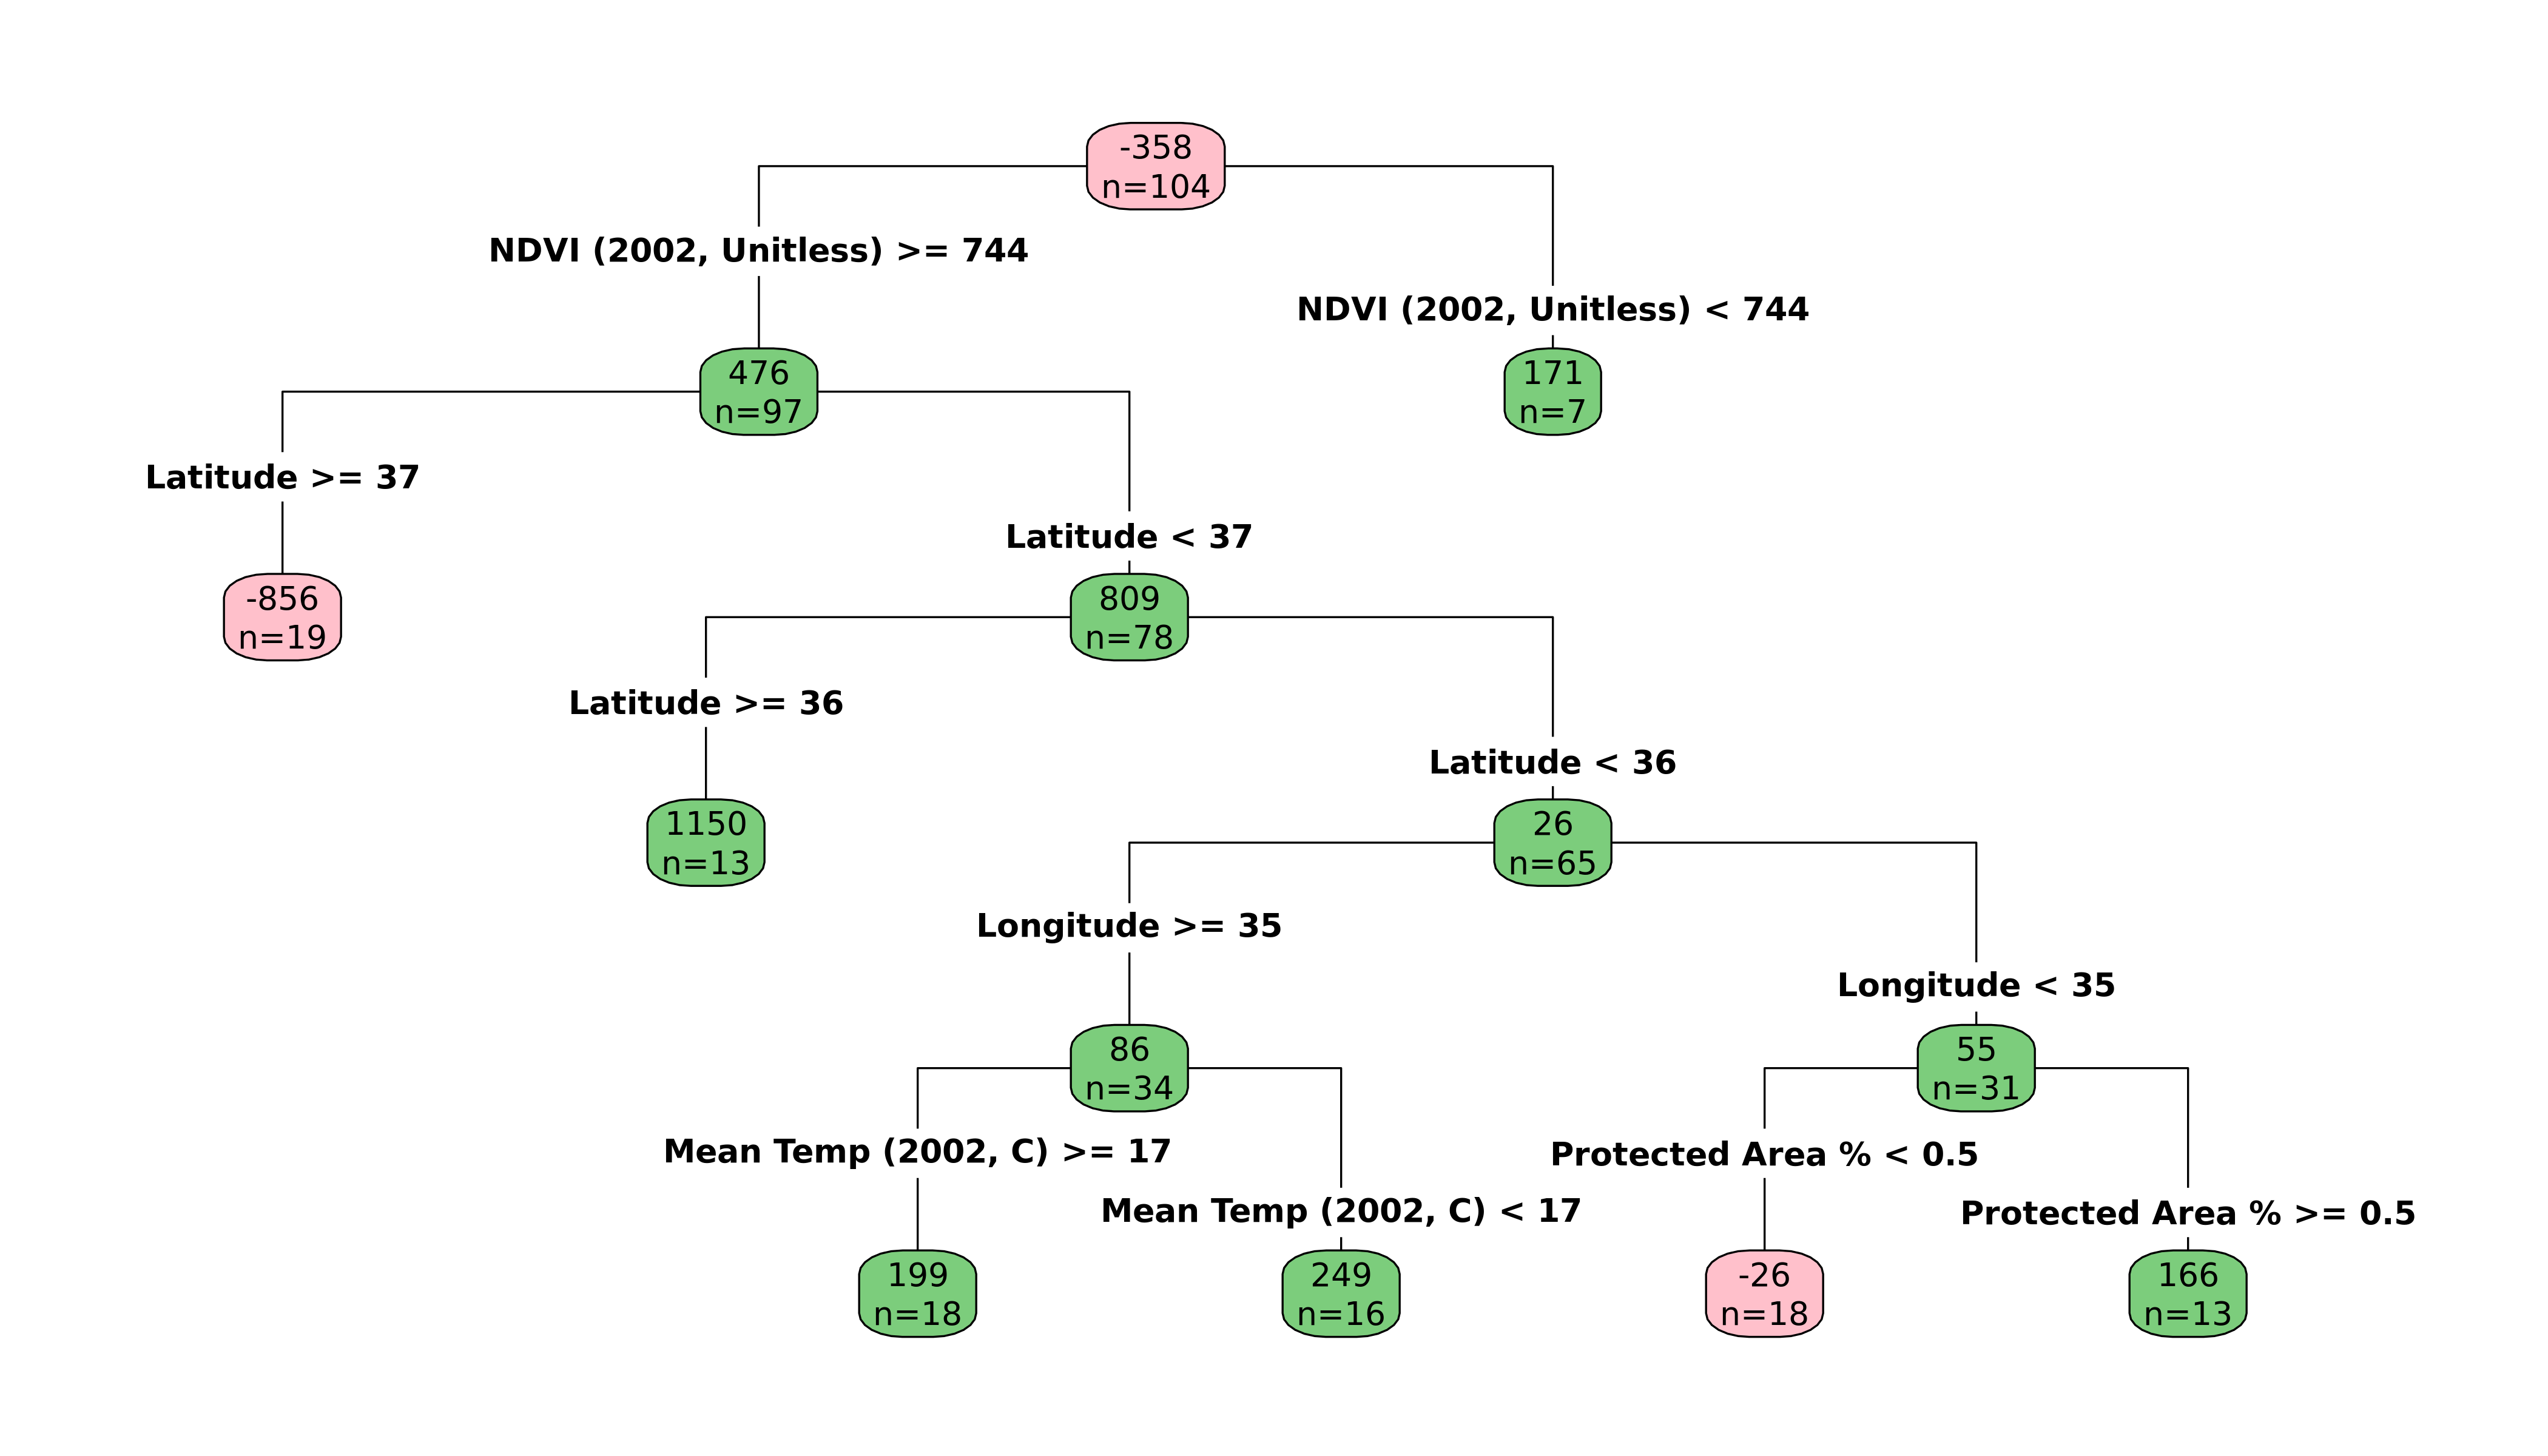 -358
n=104
NDVI (2002, Unitless) >= 744
NDVI (2002, Unitless) < 744
476
n=97
171
n=7
Latitude >= 37
Latitude < 37
-856
n=19
809
n=78
Latitude >= 36
Latitude < 36
1150
n=13
26
n=65
Longitude >= 35
Longitude < 35
86
n=34
55
n=31
Mean Temp (2002, C) >= 17
Mean Temp (2002, C) < 17
Protected Area % < 0.5
Protected Area % >= 0.5
199
n=18
249
n=16
-26
n=18
166
n=13